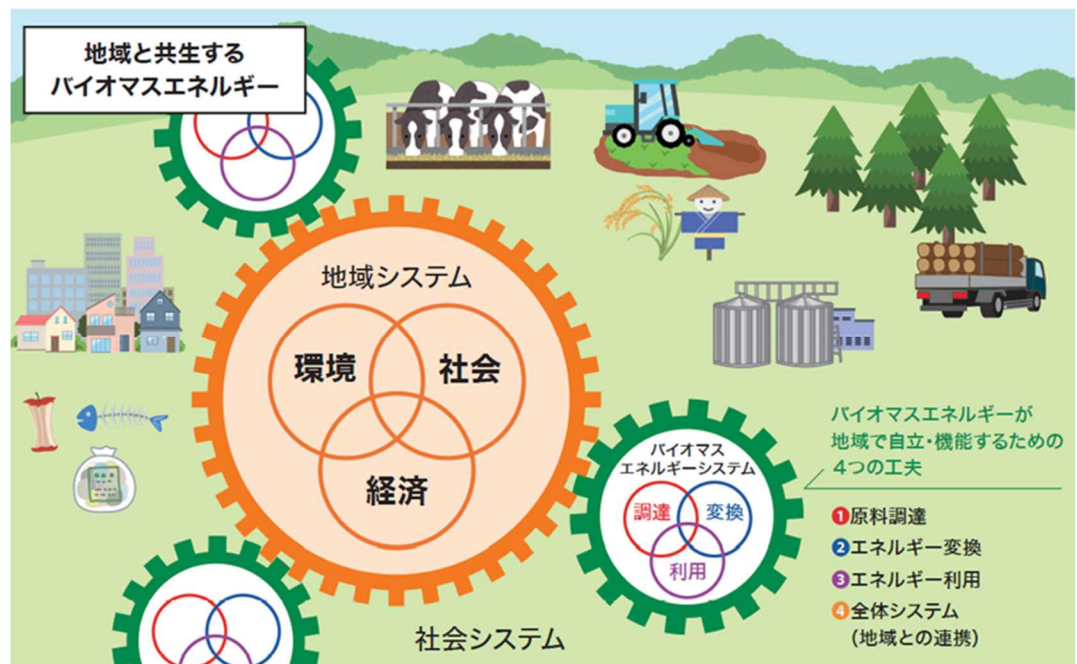 地域と共生する
バイオマスエネルギー
地域システム
環境
社会
経済
バイオマス
エネルギーシステム
調達
変換
利用
バイオマスエネルギーが
地域で自立・機能するための
4つの工夫
❶原料調達
❷エネルギー変換
❸エネルギー利用
❹全体システム
(地域との連携)
社会システム